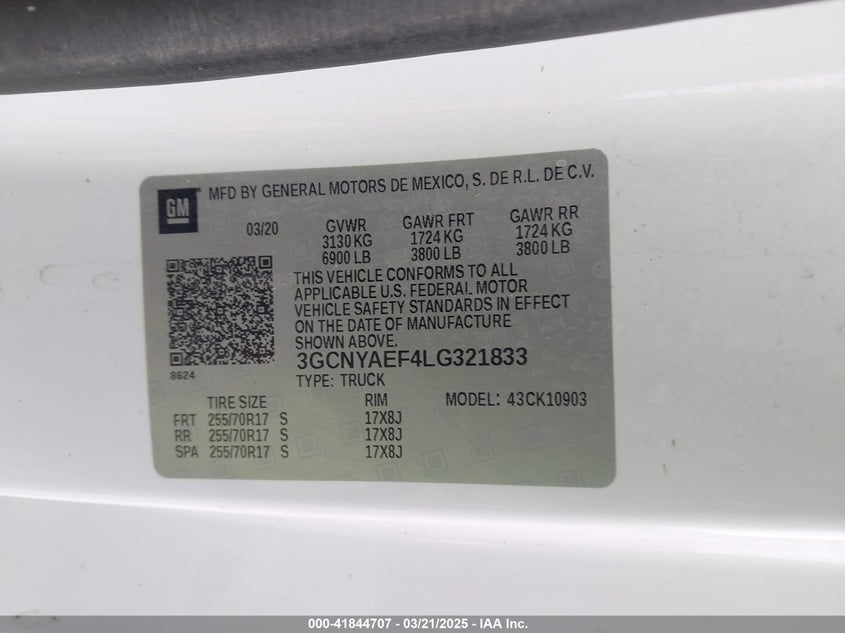 GM
MFD BY GENERAL MOTORS DE MEXICO, S. DE R.L. DE C.V.
03/20 GVWR GAWR FRT GAWR RR
3130 KG 1724 KG 1724 KG
6900 LB 3800 LB 3800 LB
THIS VEHICLE CONFORMS TO ALL
APPLICABLE U.S. FEDERAL MOTOR
VEHICLE SAFETY STANDARDS IN EFFECT
ON THE DATE OF MANUFACTURE
SHOWN ABOVE.
3GCNYAEF4LG321833
8624
TYPE: TRUCK
TIRE SIZE RIM MODEL: 43CK10903
FRT 255/70R17 S 17X8J
RR 255/70R17 S 17X8J
SPA 255/70R17 S 17X8J
000-41844707 — 03/21/2025 — IAA Inc.